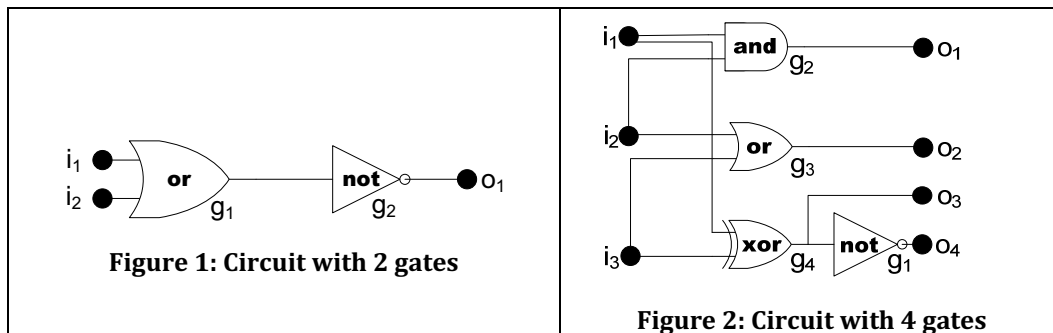 i1
i2
or
g1
not
g2
o1
Figure 1: Circuit with 2 gates
i1
and
g2
o1
i2
or
g3
o2
o3
i3
xor
g4
not
g1
o4
Figure 2: Circuit with 4 gates